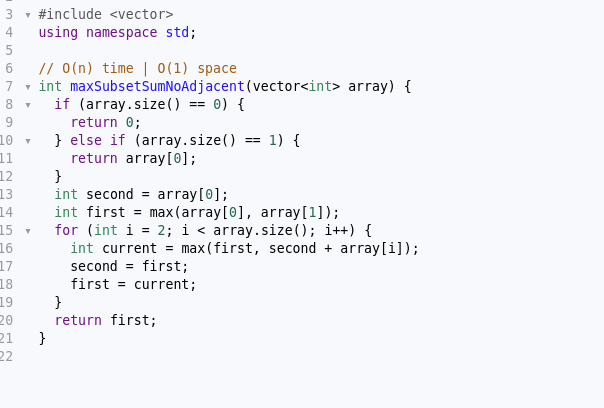 3 #include <vector>
4 using namespace std;
5
6 // O(n) time | O(1) space
7 int maxSubsetSumNoAdjacent(vector<int> array) {
8   if (array.size() == 0) {
9     return 0;
10   } else if (array.size() == 1) {
11     return array[0];
12   }
13   int second = array[0];
14   int first = max(array[0], array[1]);
15   for (int i = 2; i < array.size(); i++) {
16     int current = max(first, second + array[i]);
17     second = first;
18     first = current;
19   }
20   return first;
21 }
22